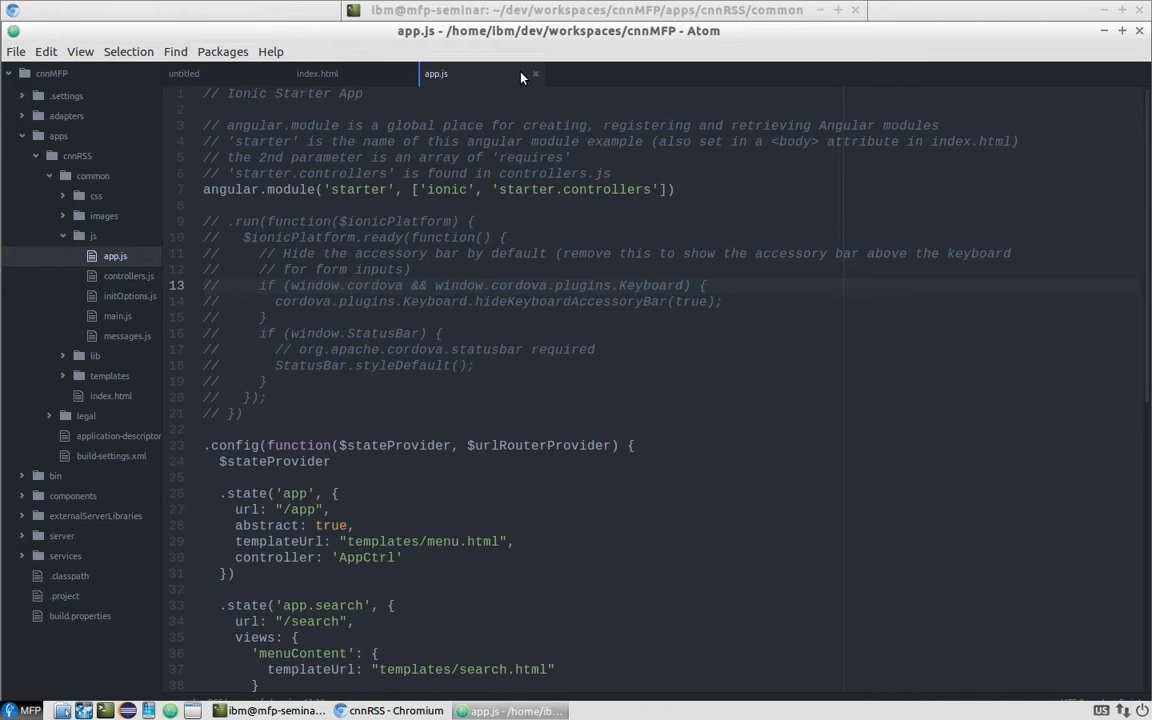 ibm@mfp-seminar: ~/dev/workspaces/cnnMFP/apps/cnnRSS/common
app.js - /home/ibm/dev/workspaces/cnnMFP - Atom
File Edit View Selection Find Packages Help
cnnMFP
.settings
adapters
apps
cnnRSS
common
css
images
js
app.js
controllers.js
initOptions.js
main.js
messages.js
lib
templates
index.html
legal
application-descriptor
build-settings.xml
bin
components
externalServerLibraries
server
services
.classpath
.project
build.properties
untitled index.html app.js
1 // Ionic Starter App
2
3 // angular.module is a global place for creating, registering and retrieving Angular modules
4 // 'starter' is the name of this angular module example (also set in a <body> attribute in index.html)
5 // the 2nd parameter is an array of 'requires'
6 // 'starter.controllers' is found in controllers.js
7 angular.module('starter', ['ionic', 'starter.controllers'])
8
9 // .run(function($ionicPlatform) {
10 //   $ionicPlatform.ready(function() {
11 //     // Hide the accessory bar by default (remove this to show the accessory bar above the keyboard
12 //     // for form inputs)
13 //     if (window.cordova && window.cordova.plugins.Keyboard) {
14 //       cordova.plugins.Keyboard.hideKeyboardAccessoryBar(true);
15 //     }
16 //     if (window.StatusBar) {
17 //       // org.apache.cordova.statusbar required
18 //       StatusBar.styleDefault();
19 //     }
20 //   });
21 // })
22
23 .config(function($stateProvider, $urlRouterProvider) {
24   $stateProvider
25
26   .state('app', {
27     url: "/app",
28     abstract: true,
29     templateUrl: "templates/menu.html",
30     controller: 'AppCtrl'
31   })
32
33   .state('app.search', {
34     url: "/search",
35     views: {
36       'menuContent': {
37         templateUrl: "templates/search.html"
38       }
MFP ibm@mfp-semina... cnnRSS - Chromium app.js - /home/ib... US